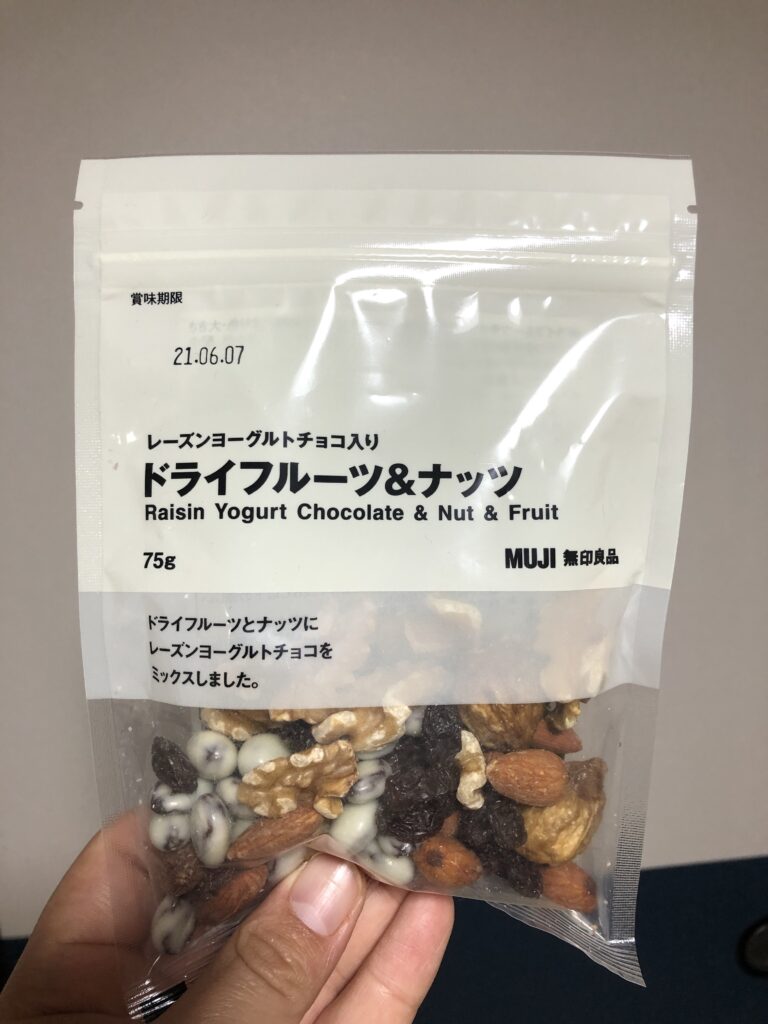 賞味期限
21.06.07
レーズンヨーグルトチョコ入り
ドライフルーツ&ナッツ
Raisin Yogurt Chocolate & Nut & Fruit
75g
MUJI 無印良品
ドライフルーツとナッツに
レーズンヨーグルトチョコを
ミックスしました。